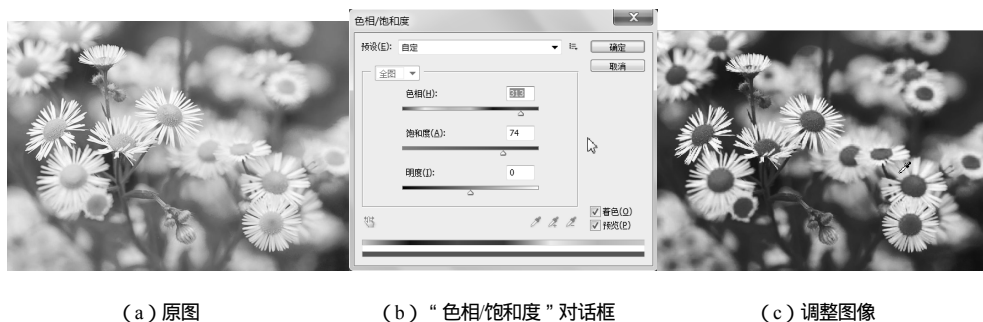 色相/饱和度
预设(E): 自定
确定
取消
全图
色相(H): 313
饱和度(A): 74
明度(I): 0
着色(O)
预览(P)
（a）原图
（b）“色相/饱和度”对话框
（c）调整图像